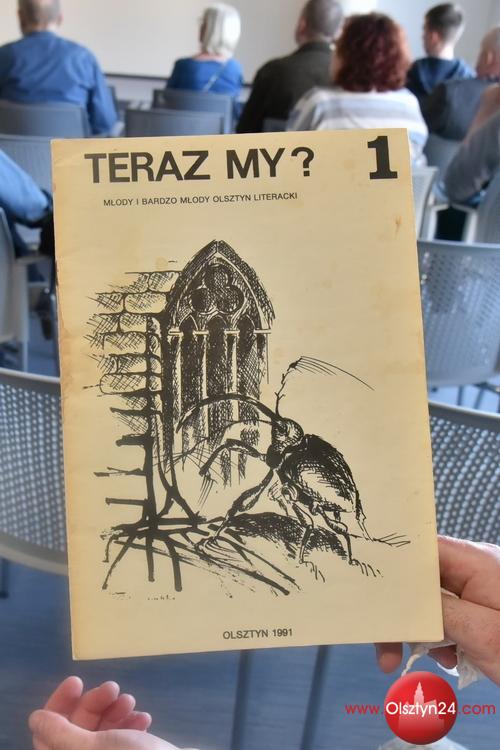 TERAZ MY? 1
MŁODY I BARDZO MŁODY OLSZTYN LITERACKI
OLSZTYN 1991
www.Olsztyn24.com